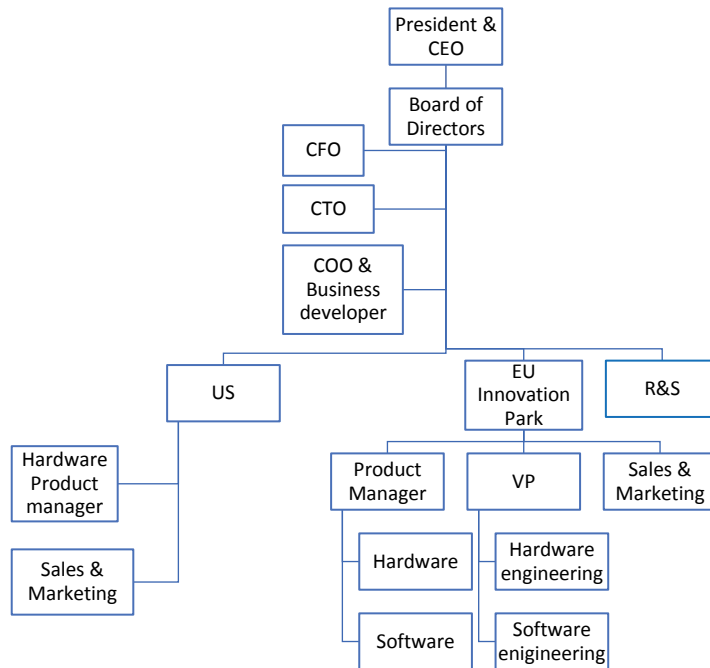 President &
CEO
Board of
Directors
CFO
CTO
COO &
Business
developer
US
EU
Innovation
Park
R&S
Hardware
Product
manager
Sales &
Marketing
Product
Manager
VP
Sales &
Marketing
Hardware
Software
Hardware
engineering
Software
enigineering